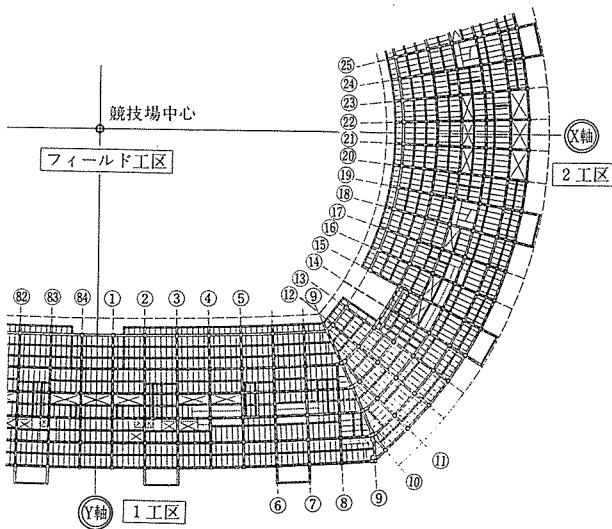 ㉕
㉔
㉓
㉒
㉑
⑳
⑲
⑱
⑰
⑯
⑮
⑭
⑬
⑫
⑨
競技場中心
フィールド工区
X軸
2工区
82 83 84 ① ② ③ ④ ⑤
⑥ ⑦ ⑧ ⑨ ⑩ ⑪
Y軸
1工区